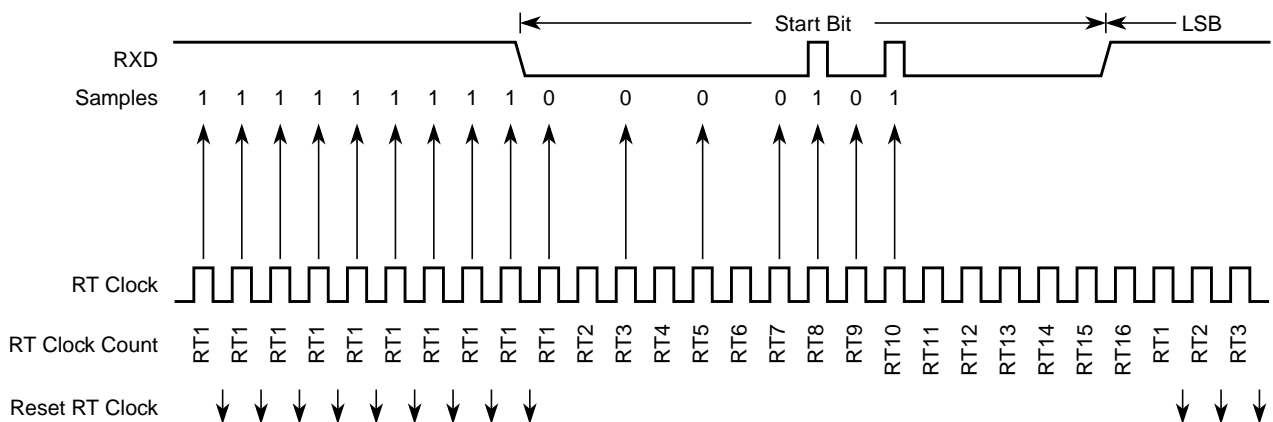 Start Bit LSB
RXD
Samples 1 1 1 1 1 1 1 1 1 0 0 0 0 1 0 1
RT Clock
RT Clock Count RT1 RT1 RT1 RT1 RT1 RT1 RT1 RT1 RT1 RT1 RT2 RT3 RT4 RT5 RT6 RT7 RT8 RT9 RT10 RT11 RT12 RT13 RT14 RT15 RT16 RT1 RT2 RT3
Reset RT Clock